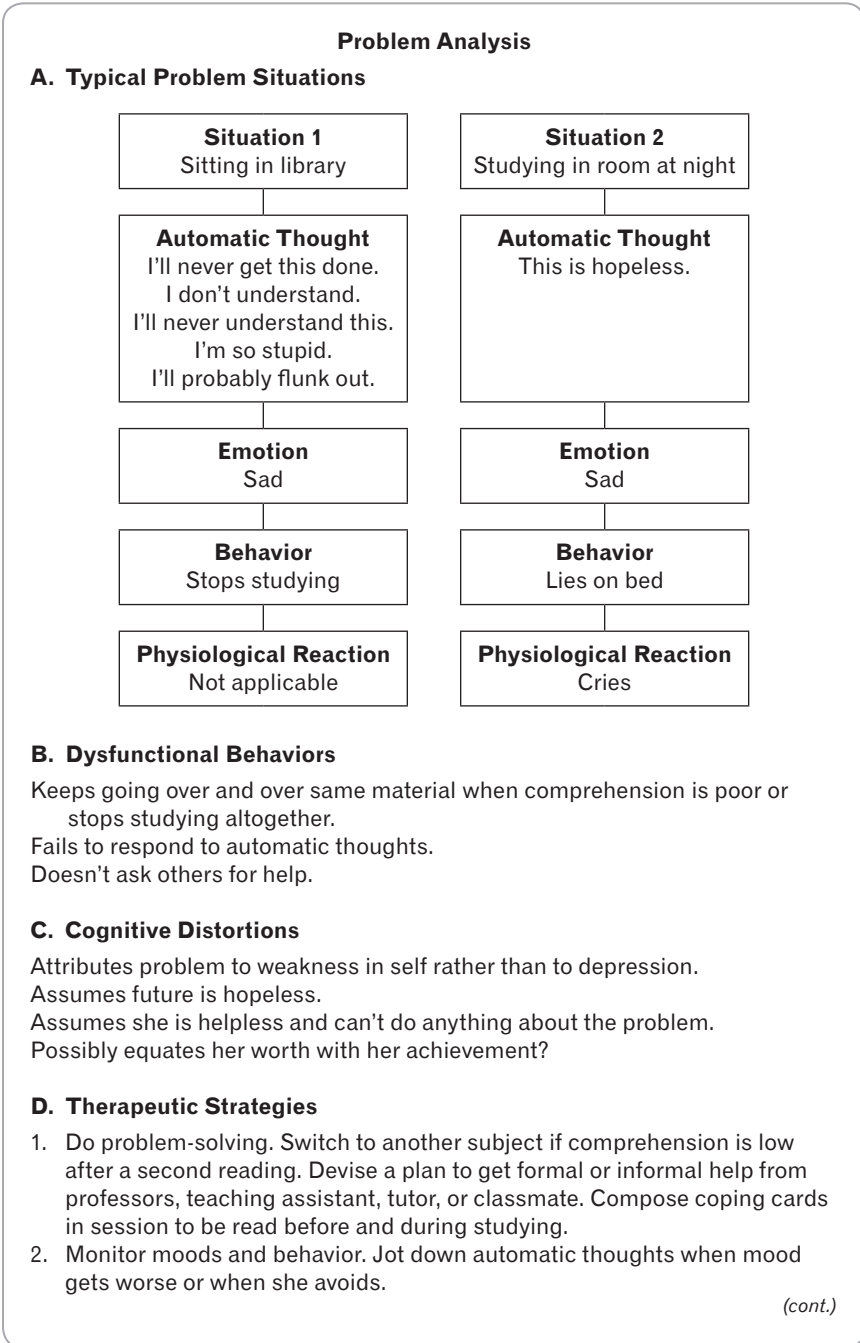 Problem Analysis
A. Typical Problem Situations
Situation 1
Sitting in library
Automatic Thought
I'll never get this done.
I don't understand.
I'll never understand this.
I'm so stupid.
I'll probably flunk out.
Emotion
Sad
Behavior
Stops studying
Physiological Reaction
Not applicable
Situation 2
Studying in room at night
Automatic Thought
This is hopeless.
Emotion
Sad
Behavior
Lies on bed
Physiological Reaction
Cries
B. Dysfunctional Behaviors
Keeps going over and over same material when comprehension is poor or
stops studying altogether.
Fails to respond to automatic thoughts.
Doesn't ask others for help.
C. Cognitive Distortions
Attributes problem to weakness in self rather than to depression.
Assumes future is hopeless.
Assumes she is helpless and can't do anything about the problem.
Possibly equates her worth with her achievement?
D. Therapeutic Strategies
1. Do problem-solving. Switch to another subject if comprehension is low
after a second reading. Devise a plan to get formal or informal help from
professors, teaching assistant, tutor, or classmate. Compose coping cards
in session to be read before and during studying.
2. Monitor moods and behavior. Jot down automatic thoughts when mood
gets worse or when she avoids.
(cont.)